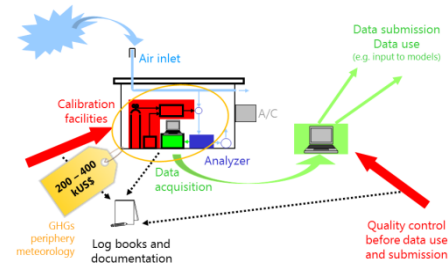 Data submission
Data use
(e.g. input to models)
Air inlet
Calibration
facilities
A/C
Analyzer
Data
acquisition
200 – 400
kUS$
GHGs
periphery
meteorology
Log books and
documentation
Quality control
before data use
and submission